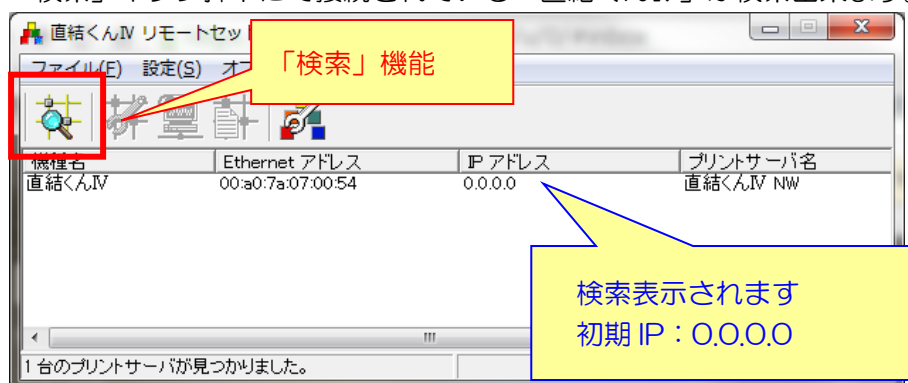 直結くんⅣ リモートセッ
ファイル(F) 設定(S) オプ
「検索」機能
機種名 Ethernet アドレス IP アドレス プリントサーバ名
直結くんⅣ 00:a0:7a:07:00:54 0.0.0.0 直結くんⅣ NW
検索表示されます
初期 IP：0.0.0.0
1 台のプリントサーバが見つかりました。